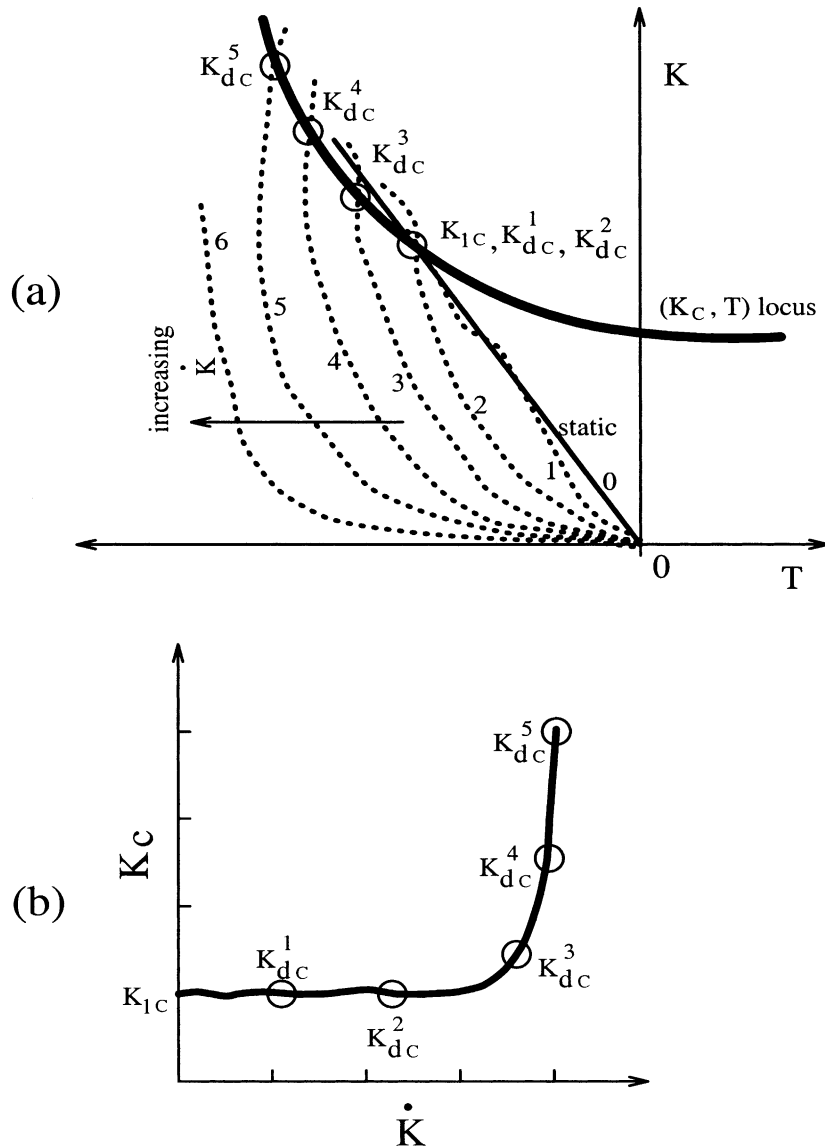 (a)
K
K_dC^5
K_dC^4
K_dC^3
K_1C, K_dC^1, K_dC^2
(K_C, T) locus
6
5
4
3
2
1
0
static
increasing K̇
0
T
(b)
K_C
K_1C
K_dC^1
K_dC^2
K_dC^3
K_dC^4
K_dC^5
K̇